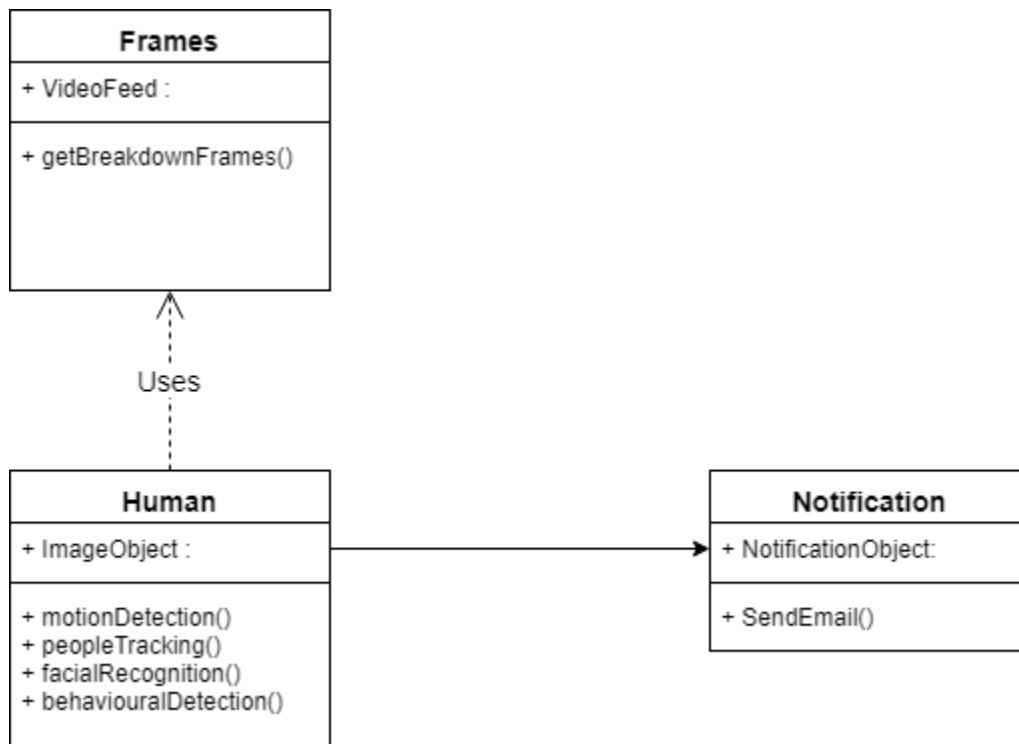 Frames
+ VideoFeed :
+ getBreakdownFrames()
Uses
Human
+ ImageObject :
+ motionDetection()
+ peopleTracking()
+ facialRecognition()
+ behaviouralDetection()
Notification
+ NotificationObject:
+ SendEmail()